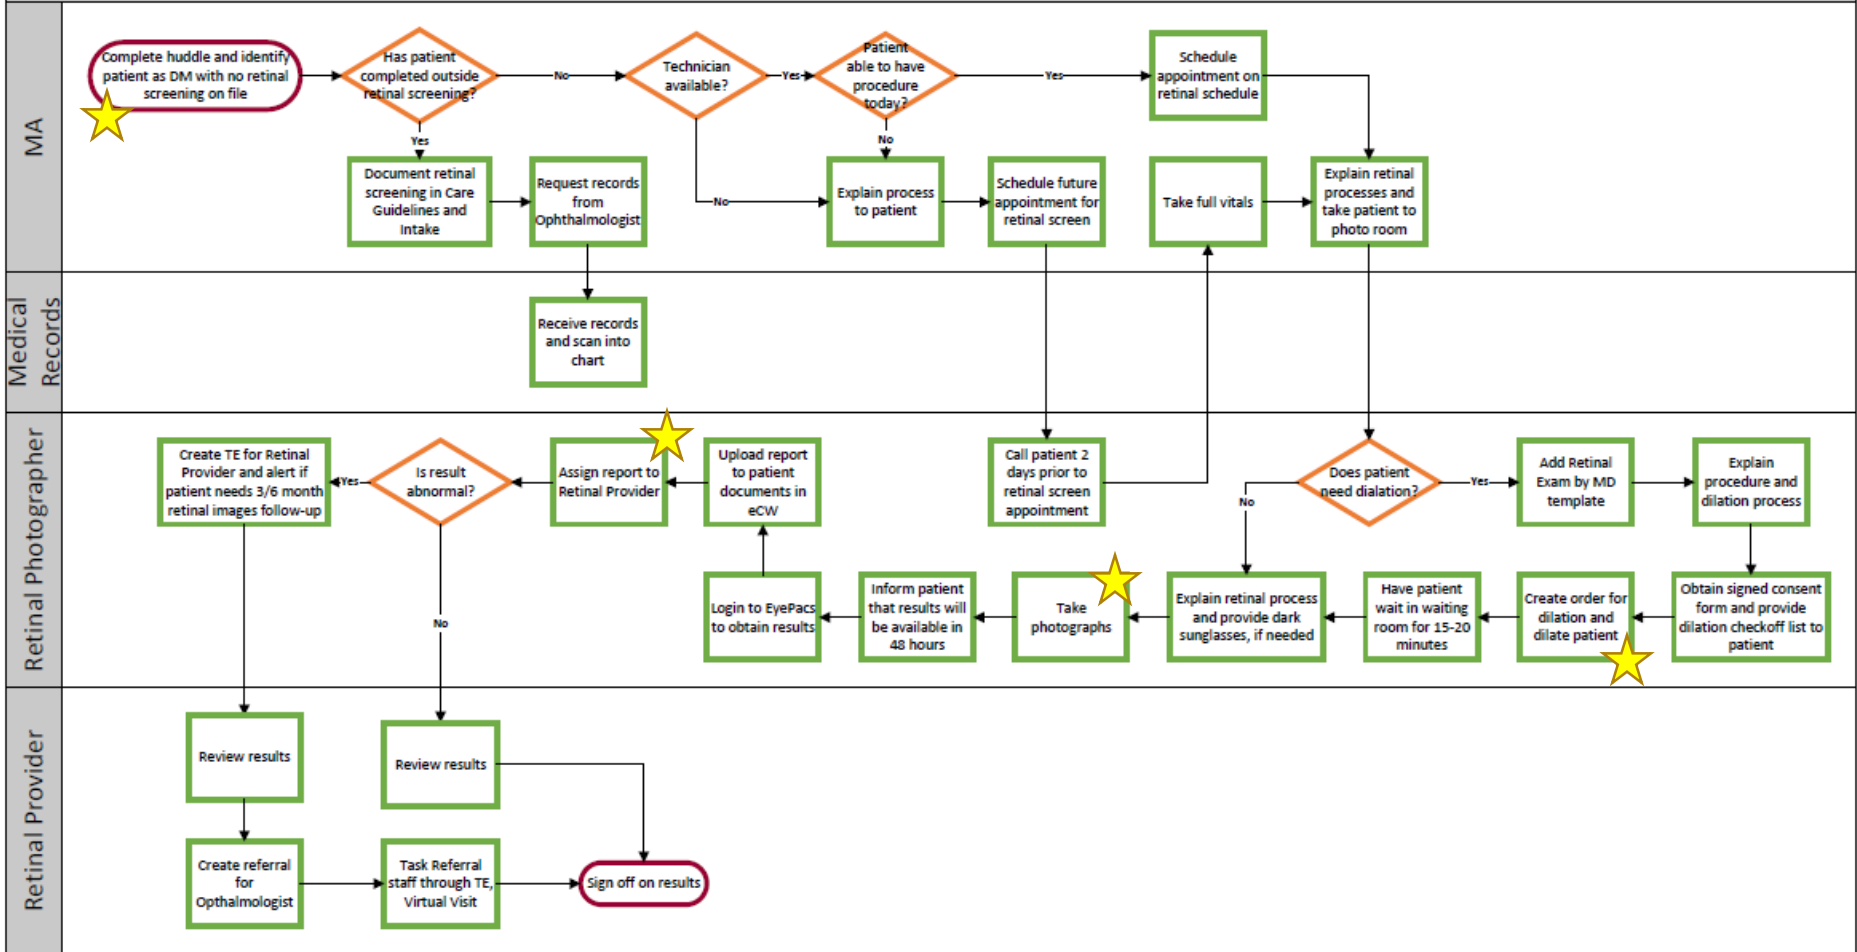 MA
Complete huddle and identify
patient as DM with no retinal
screening on file
Has patient
completed outside
retinal screening?
No
Technician
available?
Yes
Patient
able to have
procedure
today?
Yes
Schedule
appointment on
retinal schedule
Yes
No
No
Document retinal
screening in Care
Guidelines and
Intake
Request records
from
Ophthalmologist
Explain process
to patient
Schedule future
appointment for
retinal screen
Take full vitals
Explain retinal
processes and
take patient to
photo room
Medical
Records
Receive records
and scan into
chart
Retinal Photographer
Create TE for Retinal
Provider and alert if
patient needs 3/6 month
retinal images follow-up
Yes
Is result
abnormal?
Assign report to
Retinal Provider
Upload report
to patient
documents in
eCW
Call patient 2
days prior to
retinal screen
appointment
Does patient
need dialation?
Yes
No
Add Retinal
Exam by MD
template
Explain
procedure and
dilation process
No
Login to EyePacs
to obtain results
Inform patient
that results will
be available in
48 hours
Take
photographs
Explain retinal process
and provide dark
sunglasses, if needed
Have patient
wait in waiting
room for 15-20
minutes
Create order for
dilation and
dilate patient
Obtain signed consent
form and provide
dilation checkoff list to
patient
Retinal Provider
Review results
Review results
Create referral
for
Opthalmologist
Task Referral
staff through TE,
Virtual Visit
Sign off on results